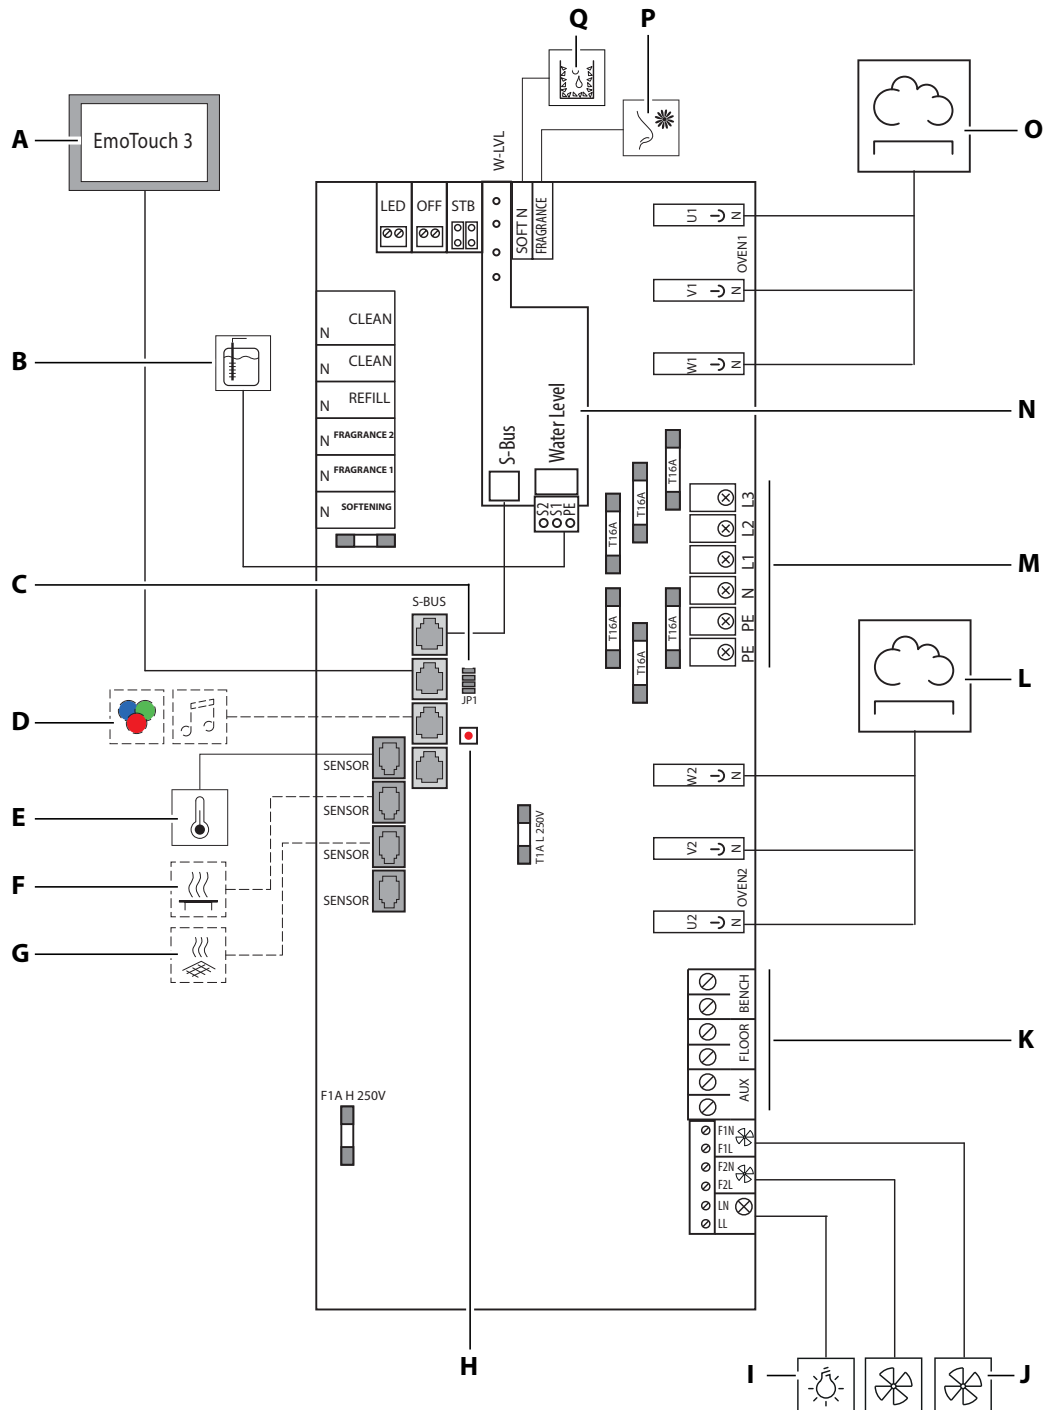 Q
P
A
EmoTouch 3
O
W-LVL
LED
OFF
STB
SOFT N
FRAGRANCE
U1
N
OVEN1
V1
N
W1
N
N CLEAN
N CLEAN
N REFILL
N FRAGRANCE 2
N FRAGRANCE 1
N SOFTENING
B
S-Bus
Water Level
N
S2
S1
PE
T16A
T16A
T16A
T16A
T16A
T16A
L3
L2
L1
N
PE
PE
M
C
S-BUS
JP1
L
D
SENSOR
SENSOR
SENSOR
SENSOR
E
F
G
T1A L 250V
W2
N
V2
N
OVEN2
U2
N
BENCH
FLOOR
AUX
K
F1A H 250V
F1N
F1L
F2N
F2L
LN
LL
H
I
J